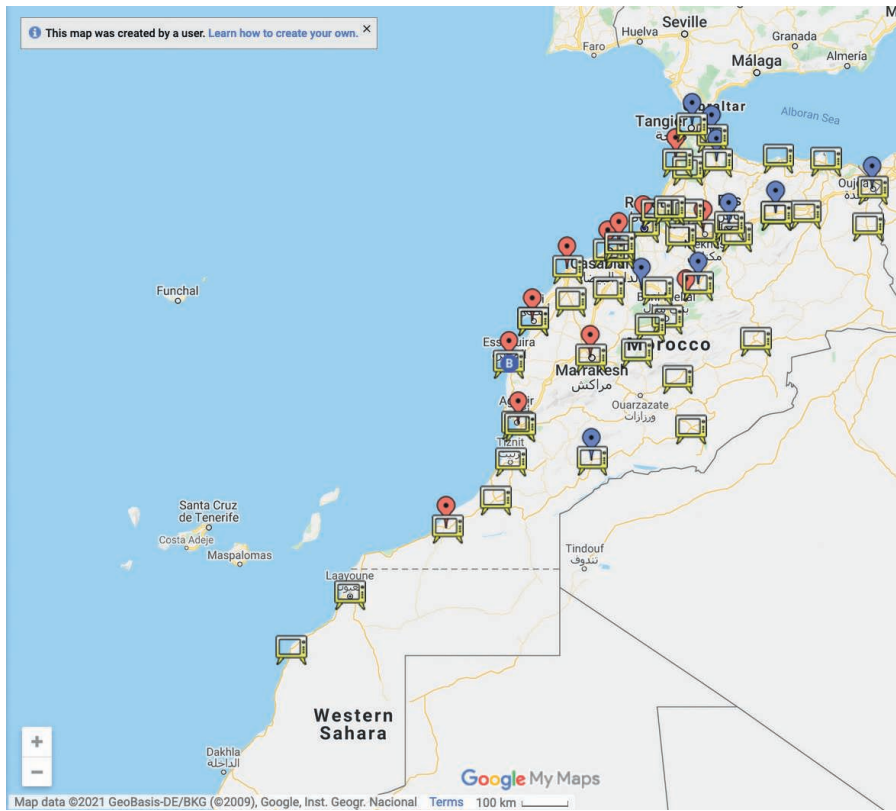 This map was created by a user. Learn how to create your own.
Seville
Huelva
Granada
Faro
Málaga
Almería
Alboran Sea
Tangier
Funchal
Marrakesh
مراكش
Morocco
Ouarzazate
ورزازات
Tiznit
Santa Cruz
de Tenerife
Costa Adeje
Maspalomas
Tindouf
تندوف
Laayoune
Western
Sahara
Dakhla
الداخلة
+
−
Google My Maps
Map data ©2021 GeoBasis-DE/BKG (©2009), Google, Inst. Geogr. Nacional Terms 100 km